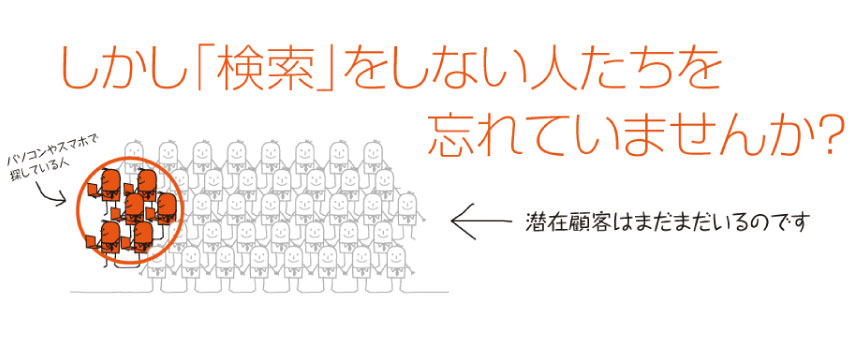 しかし「検索」をしない人たちを
忘れていませんか?
パソコンやスマホで
探している人
潜在顧客はまだまだいるのです